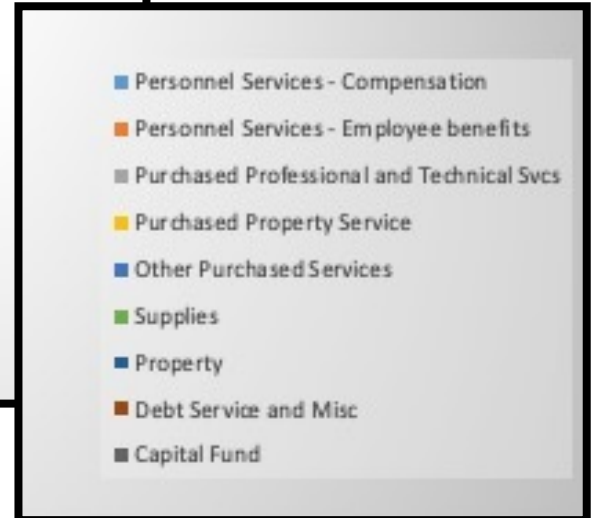 Personnel Services - Compensation
Personnel Services - Employee benefits
Purchased Professional and Technical Svcs
Purchased Property Service
Other Purchased Services
Supplies
Property
Debt Service and Misc
Capital Fund